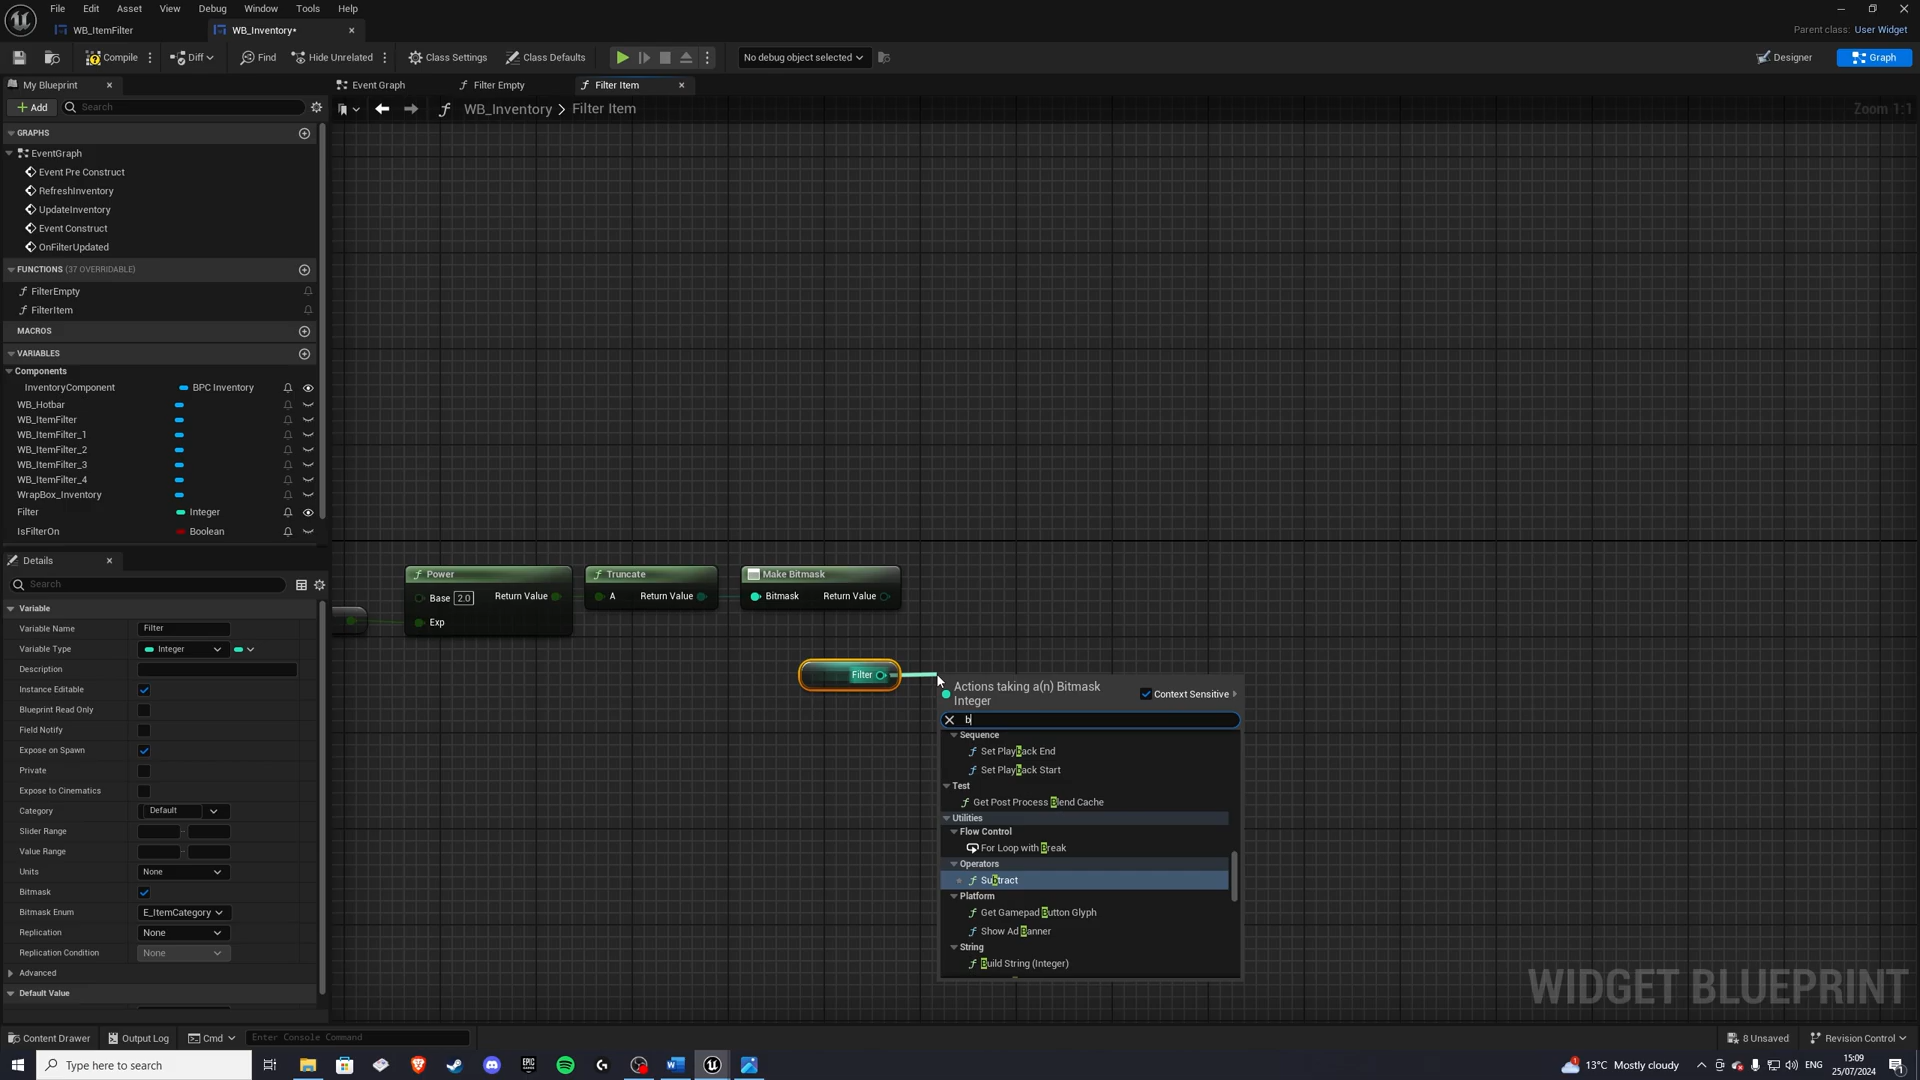 File Edit Asset View Debug Window Tools Help
WB_ItemFilter WB_Inventory*
Parent class: User Widget
Compile Diff Find Hide Unrelated Class Settings Class Defaults No debug object selected Designer Graph
My Blueprint Event Graph Filter Empty Filter Item
Add Search
WB_Inventory > Filter Item
Zoom 1:1
GRAPHS
EventGraph
Event Pre Construct
RefreshInventory
UpdateInventory
Event Construct
OnFilterUpdated
FUNCTIONS (37 OVERRIDABLE)
FilterEmpty
FilterItem
MACROS
VARIABLES
Components
InventoryComponent BPC Inventory
WB_Hotbar
WB_ItemFilter
WB_ItemFilter_1
WB_ItemFilter_2
WB_ItemFilter_3
WB_ItemFilter_4
WrapBox_Inventory
Filter Integer
IsFilterOn Boolean
Details
Search
Variable
Variable Name Filter
Variable Type Integer
Description
Instance Editable
Blueprint Read Only
Field Notify
Expose on Spawn
Private
Expose to Cinematics
Category Default
Slider Range
Value Range
Units None
Bitmask
Bitmask Enum E_ItemCategory
Replication None
Replication Condition None
Advanced
Default Value
Power
Base 2.0 Return Value
Exp
Truncate
A Return Value
Make Bitmask
Bitmask Return Value
Filter
Actions taking a(n) Bitmask
Integer
Context Sensitive
b
Sequence
Set Playback End
Set Playback Start
Test
Get Post Process Blend Cache
Utilities
Flow Control
For Loop with Break
Operators
Subtract
Platform
Get Gamepad Button Glyph
Show Ad Banner
String
Build String (Integer)
WIDGET BLUEPRINT
Content Drawer Output Log Cmd Enter Console Command 8 Unsaved Revision Control
Type here to search
13°C Mostly cloudy ENG 15:09
25/07/2024